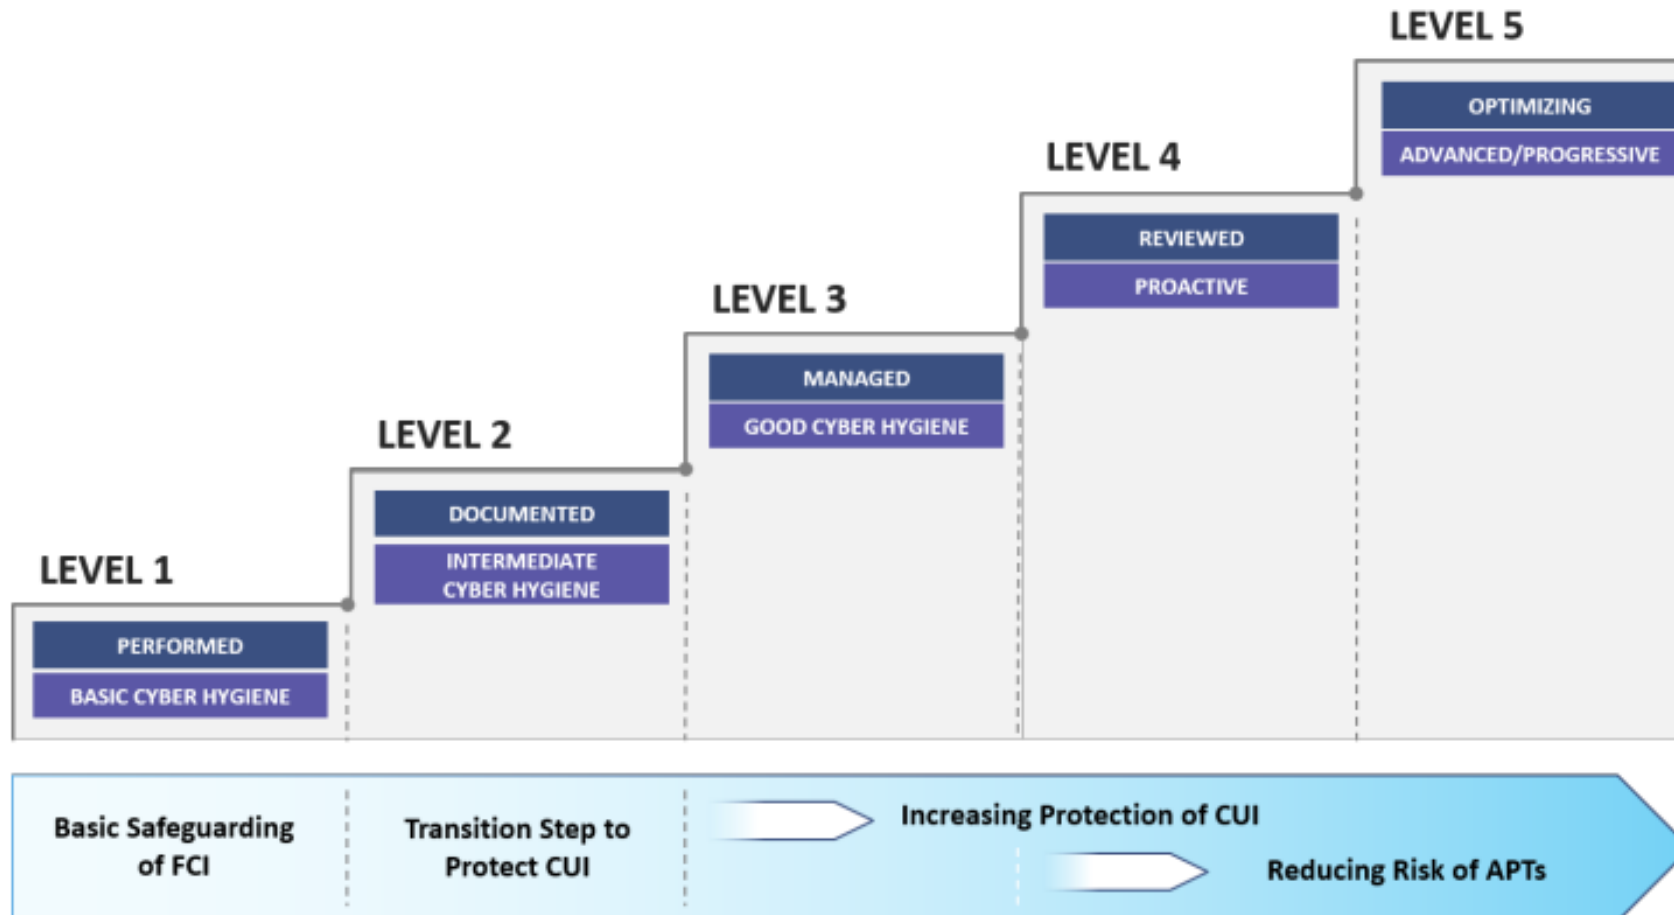 LEVEL 5
OPTIMIZING
ADVANCED/PROGRESSIVE
LEVEL 4
REVIEWED
PROACTIVE
LEVEL 3
MANAGED
GOOD CYBER HYGIENE
LEVEL 2
DOCUMENTED
INTERMEDIATE
CYBER HYGIENE
LEVEL 1
PERFORMED
BASIC CYBER HYGIENE
Basic Safeguarding
of FCI
Transition Step to
Protect CUI
Increasing Protection of CUI
Reducing Risk of APTs